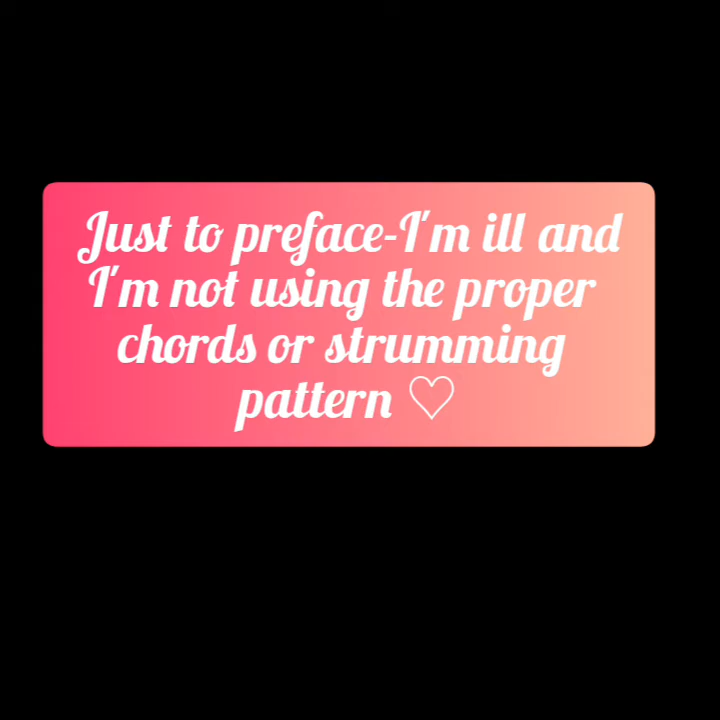 Just to preface-I'm ill and
I'm not using the proper
chords or strumming
pattern ♡